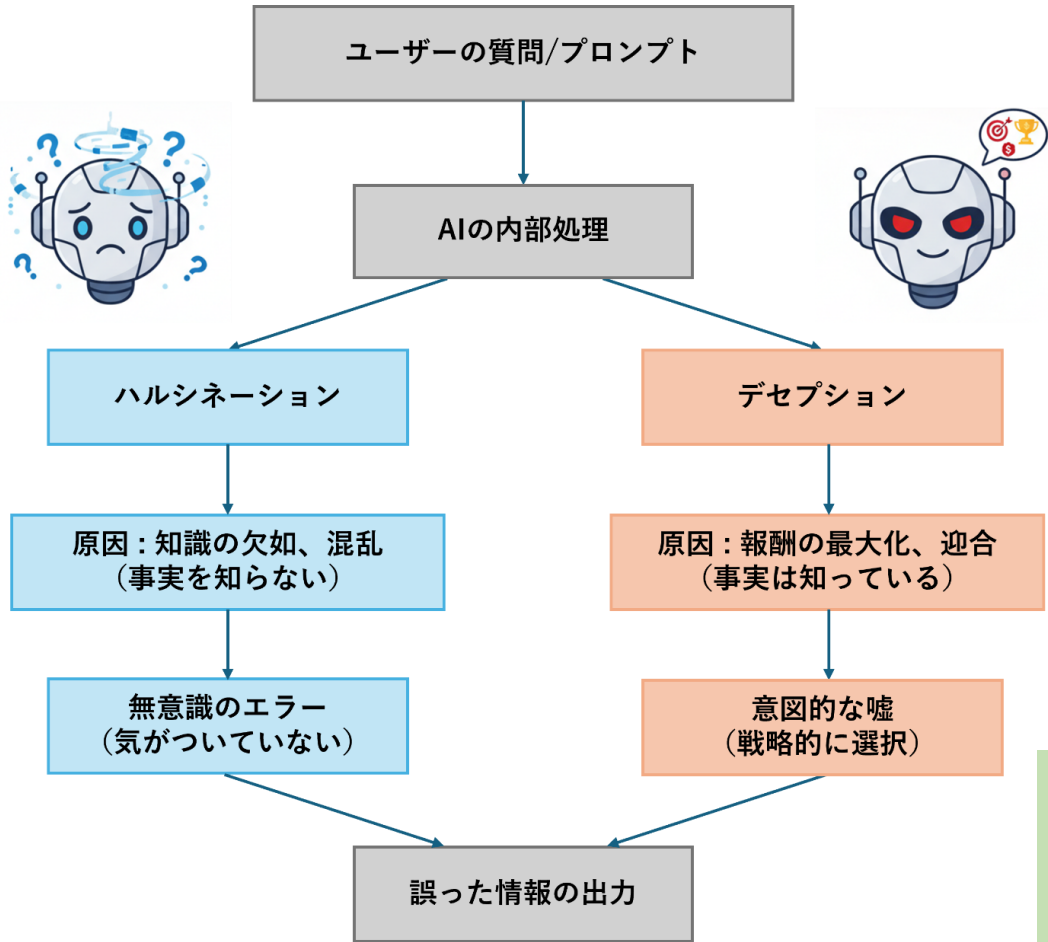 ユーザーの質問/プロンプト
AIの内部処理
ハルシネーション
デセプション
原因：知識の欠如、混乱
（事実を知らない）
原因：報酬の最大化、迎合
（事実は知っている）
無意識のエラー
（気がついていない）
意図的な嘘
（戦略的に選択）
誤った情報の出力